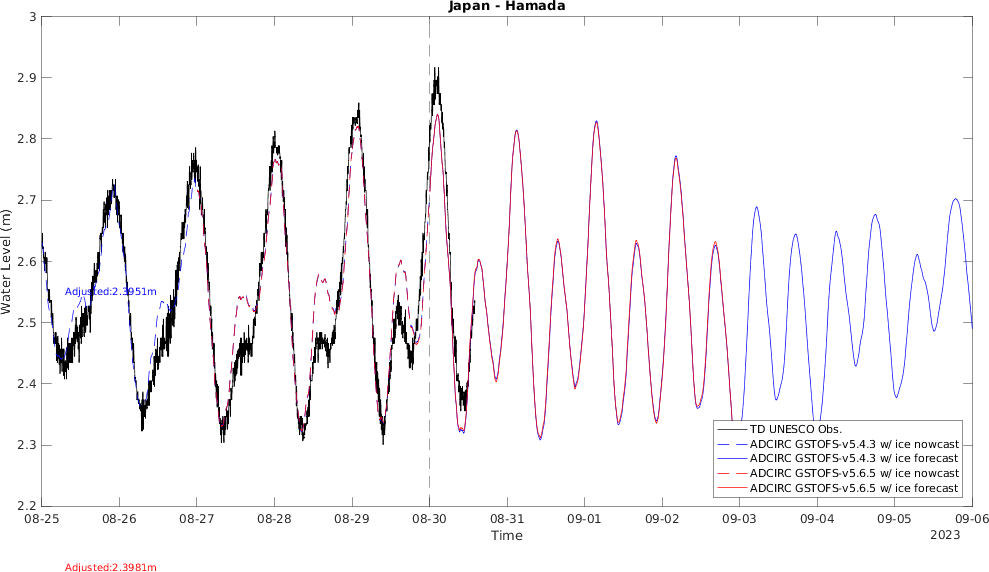 Japan - Hamada
3
2.9
2.8
2.7
2.6
2.5
2.4
2.3
2.2
Water Level (m)
Adjusted:2.3951m
TD UNESCO Obs.
ADCIRC GSTOFS-v5.4.3 w/ ice nowcast
ADCIRC GSTOFS-v5.4.3 w/ ice forecast
ADCIRC GSTOFS-v5.6.5 w/ ice nowcast
ADCIRC GSTOFS-v5.6.5 w/ ice forecast
08-25 08-26 08-27 08-28 08-29 08-30 08-31 09-01 09-02 09-03 09-04 09-05 09-06
Time
2023
Adjusted:2.3981m